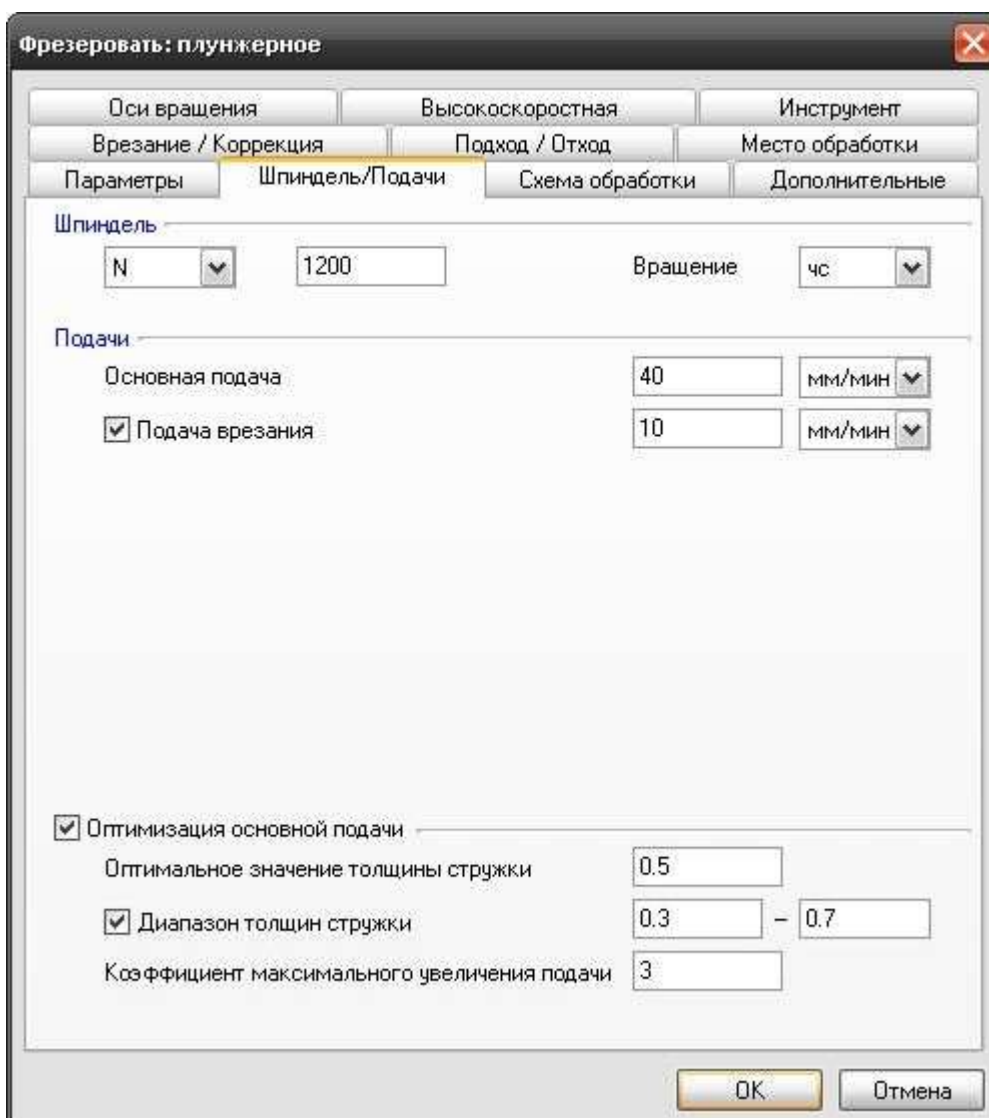 Фрезеровать: плунжерное
Оси вращения Высокоскоростная Инструмент
Врезание / Коррекция Подход / Отход Место обработки
Параметры Шпиндель/Подачи Схема обработки Дополнительные
Шпиндель
N 1200 Вращение чс
Подачи
Основная подача 40 мм/мин
Подача врезания 10 мм/мин
Оптимизация основной подачи
Оптимальное значение толщины стружки 0.5
Диапазон толщин стружки 0.3 – 0.7
Коэффициент максимального увеличения подачи 3
OK Отмена